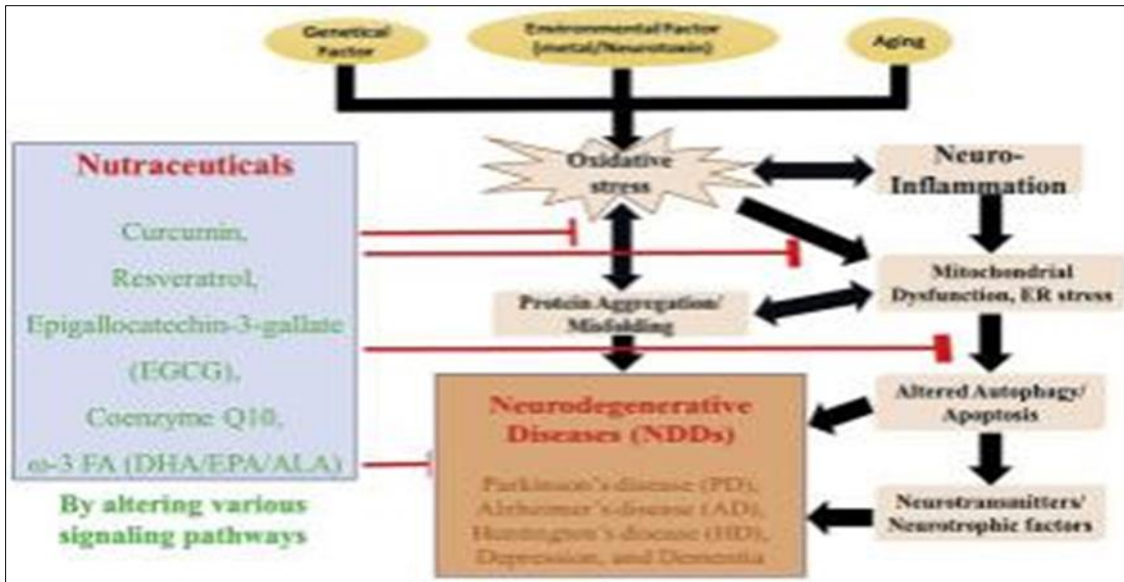 Genetical
Factor
Environmental Factor
(metal/Neurotoxin)
Aging
Oxidative
stress
Neuro-
Inflammation
Nutraceuticals
Curcumin,
Resveratrol,
Epigallocatechin-3-gallate
(EGCG),
Coenzyme Q10,
ω-3 FA (DHA/EPA/ALA)
By altering various
signaling pathways
Protein Aggregation/
Misfolding
Mitochondrial
Dysfunction, ER stress
Altered Autophagy/
Apoptosis
Neurotransmitters/
Neurotrophic factors
Neurodegenerative
Diseases (NDDs)
Parkinson's disease (PD),
Alzheimer's-disease (AD),
Huntington's disease (HD),
Depression, and Dementia